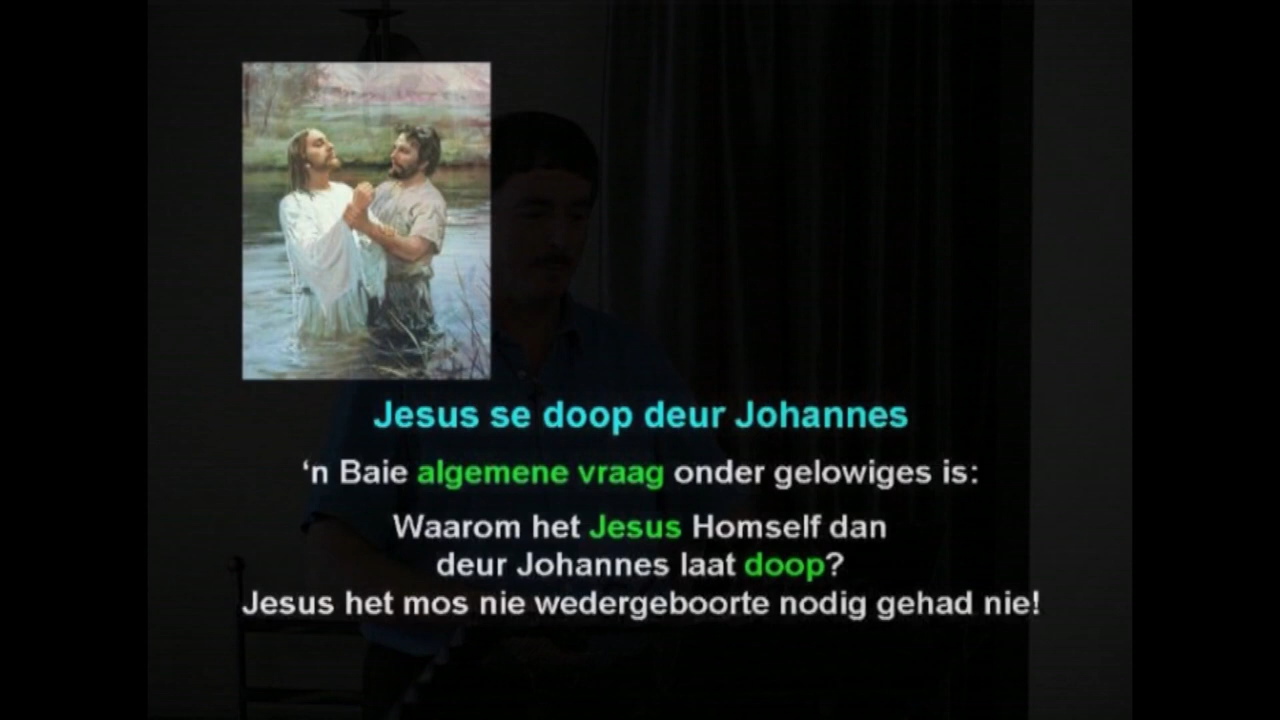 Jesus se doop deur Johannes
‘n Baie algemene vraag onder gelowiges is:
Waarom het Jesus Homself dan
deur Johannes laat doop?
Jesus het mos nie wedergeboorte nodig gehad nie!